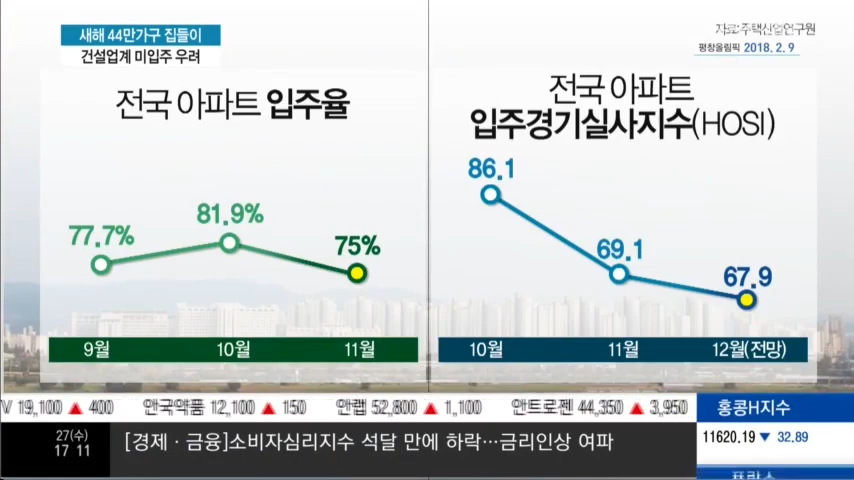 새해 44만가구 집들이
건설업계 미입주 우려
자료:주택산업연구원
평창올림픽 2018. 2. 9
전국 아파트 입주율
77.7%
81.9%
75%
9월
10월
11월
전국 아파트
입주경기실사지수(HOSI)
86.1
69.1
67.9
10월
11월
12월(전망)
V 19,100 ▲ 400 안국약품 12,100 ▲ 150 안랩 52,800 ▲ 1,100 안트로젠 44,350 ▲ 3,950
홍콩H지수
11620.19 ▼ 32.89
27(수)
17 11
[경제·금융]소비자심리지수 석달 만에 하락…금리인상 여파